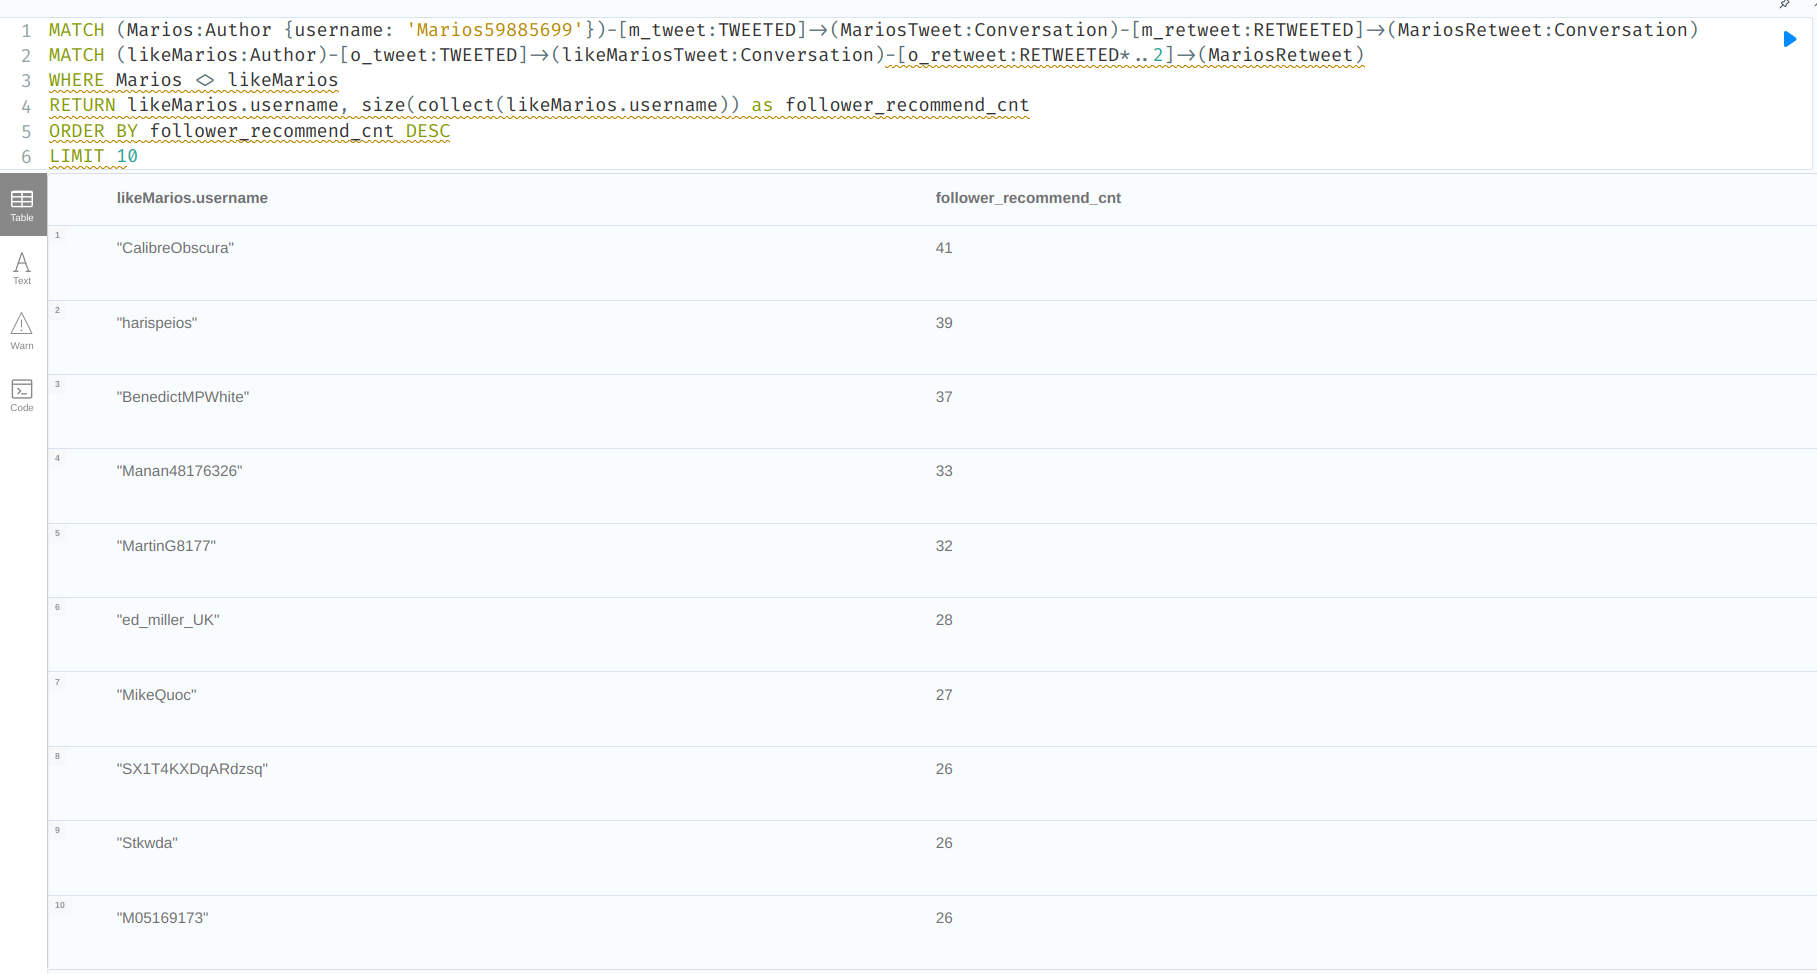 1 MATCH (Marios:Author {username: 'Marios59885699'})-[m_tweet:TWEETED]->(MariosTweet:Conversation)-[m_retweet:RETWEETED]->(MariosRetweet:Conversation)
2 MATCH (likeMarios:Author)-[o_tweet:TWEETED]->(likeMariosTweet:Conversation)-[o_retweet:RETWEETED*..2]->(MariosRetweet)
3 WHERE Marios <> likeMarios
4 RETURN likeMarios.username, size(collect(likeMarios.username)) as follower_recommend_cnt
5 ORDER BY follower_recommend_cnt DESC
6 LIMIT 10
Table
Text
Warn
Code
likeMarios.username follower_recommend_cnt
1 "CalibreObscura" 41
2 "harispeios" 39
3 "BenedictMPWhite" 37
4 "Manan48176326" 33
5 "MartinG8177" 32
6 "ed_miller_UK" 28
7 "MikeQuoc" 27
8 "SX1T4KXDqARdzsq" 26
9 "Stkwda" 26
10 "M05169173" 26